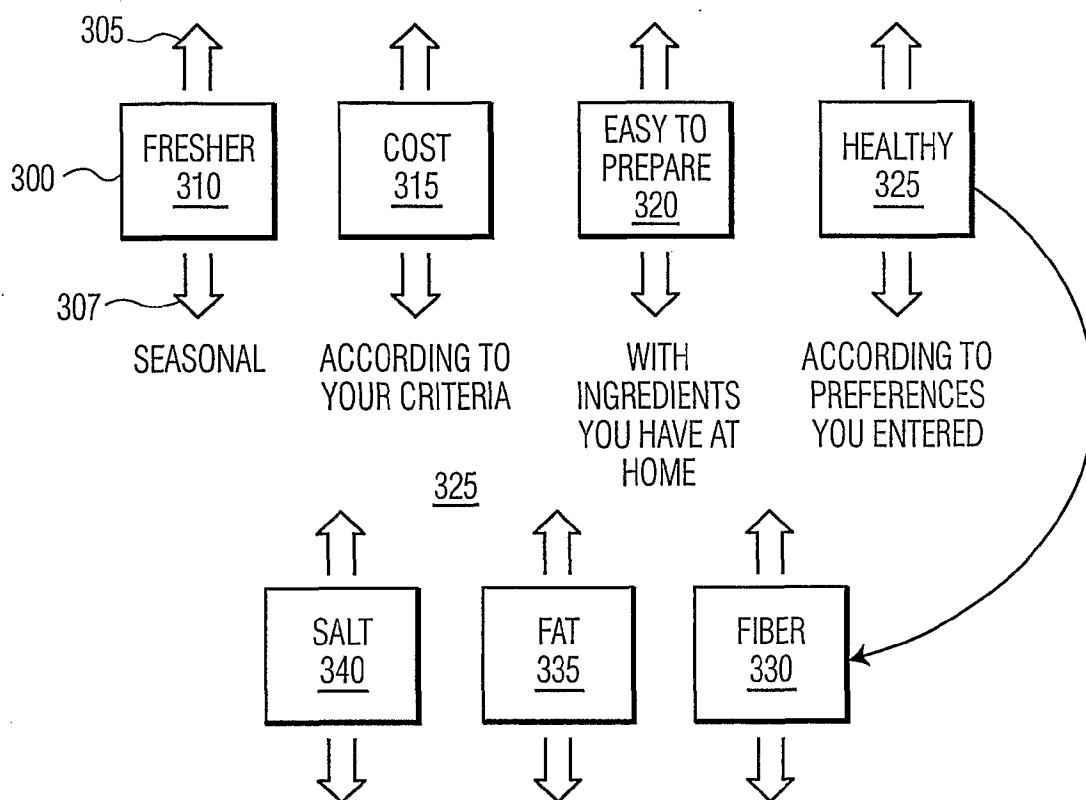 305
300
FRESHER
310
COST
315
EASY TO
PREPARE
320
HEALTHY
325
307
SEASONAL
ACCORDING TO
YOUR CRITERIA
WITH
INGREDIENTS
YOU HAVE AT
HOME
ACCORDING TO
PREFERENCES
YOU ENTERED
325
SALT
340
FAT
335
FIBER
330